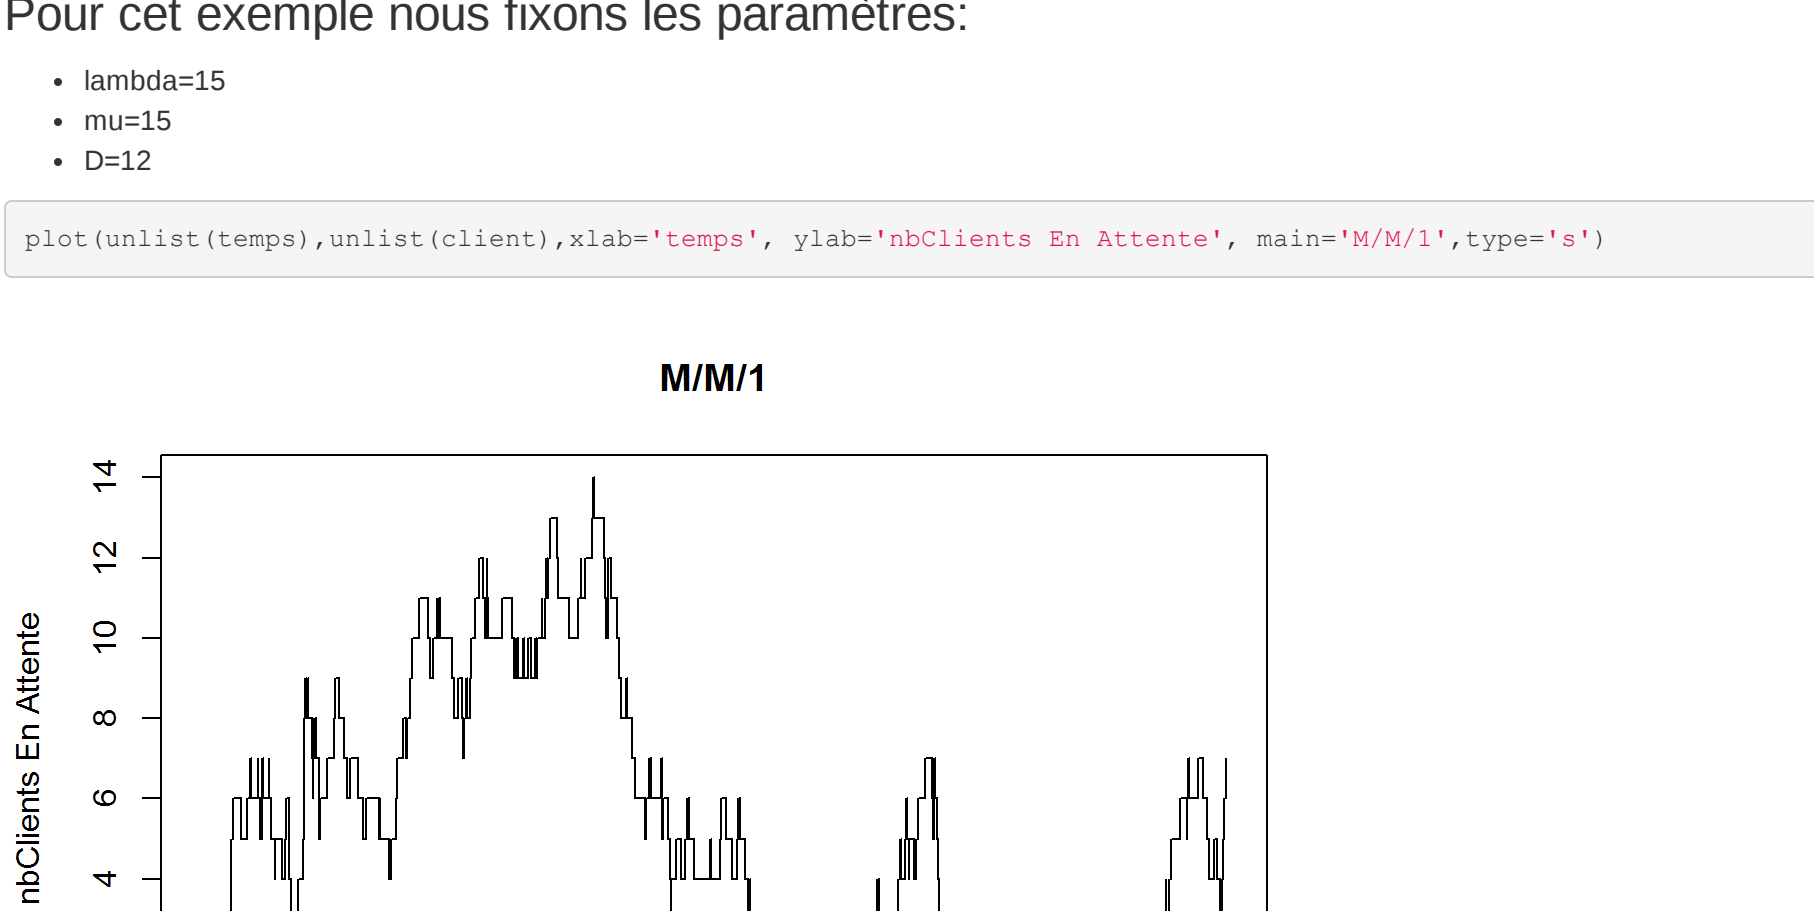 Pour cet exemple nous fixons les paramètres:
lambda=15
mu=15
D=12
plot(unlist(temps),unlist(client),xlab='temps', ylab='nbClients En Attente', main='M/M/1',type='s')
M/M/1
14
12
10
8
6
4
nbClients En Attente